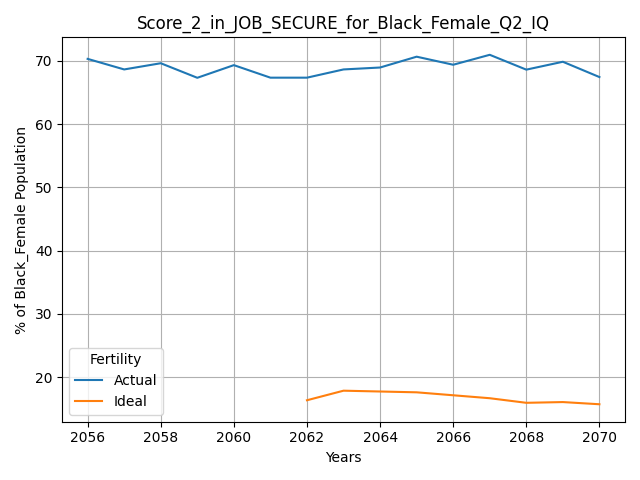 Score_2_in_JOB_SECURE_for_Black_Female_Q2_IQ
% of Black_Female Population
70
60
50
40
30
20
Fertility
Actual
Ideal
2056 2058 2060 2062 2064 2066 2068 2070
Years